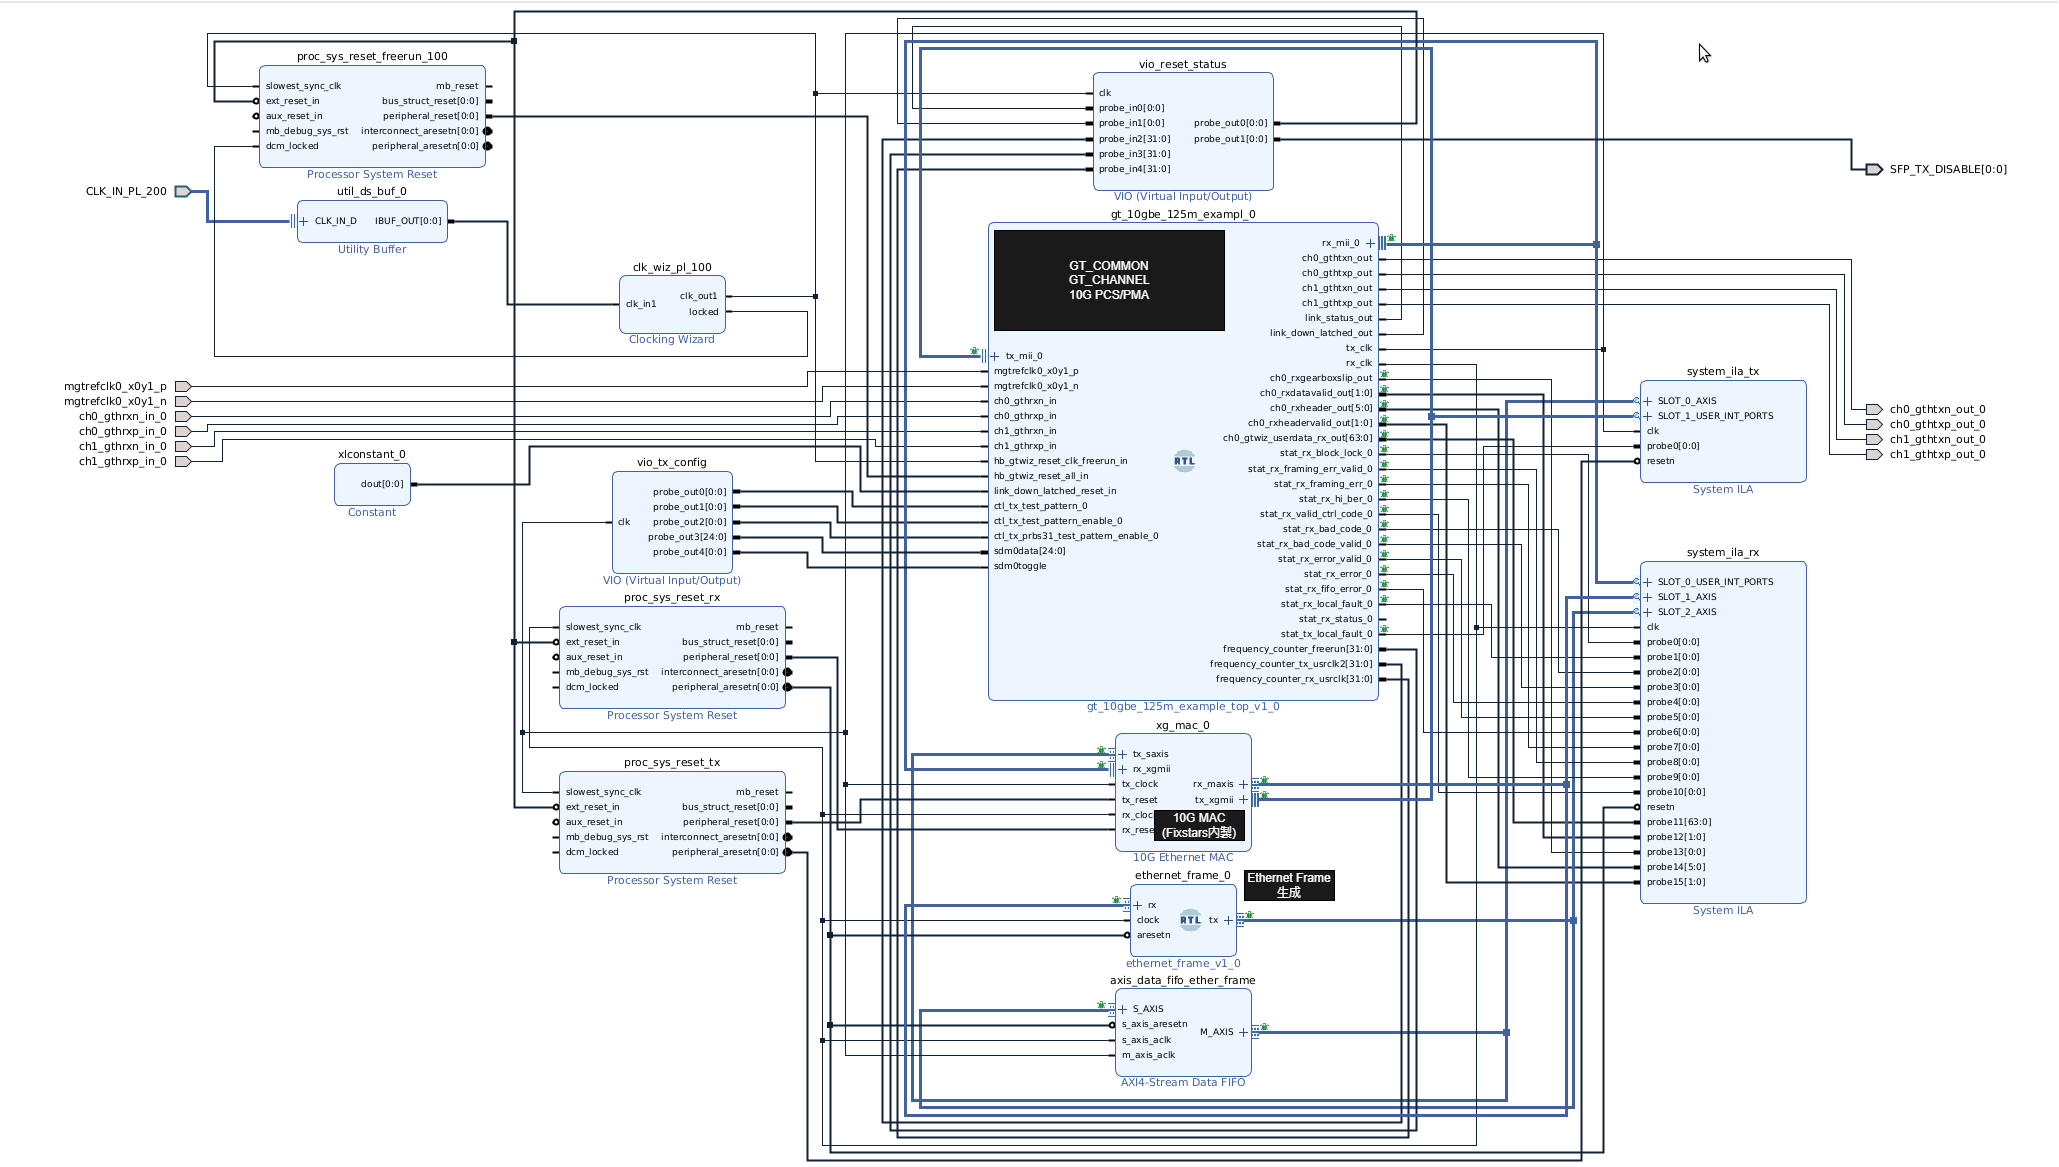 proc_sys_reset_freerun_100
slowest_sync_clk
ext_reset_in
aux_reset_in
mb_debug_sys_rst
dcm_locked
mb_reset
bus_struct_reset[0:0]
peripheral_reset[0:0]
interconnect_aresetn[0:0]
peripheral_aresetn[0:0]
Processor System Reset
CLK_IN_PL_200
util_ds_buf_0
CLK_IN_D
IBUF_OUT[0:0]
Utility Buffer
clk_wiz_pl_100
clk_in1
clk_out1
locked
Clocking Wizard
mgtrefclk0_x0y1_p
mgtrefclk0_x0y1_n
ch0_gthrxn_in_0
ch0_gthrxp_in_0
ch1_gthrxn_in_0
ch1_gthrxp_in_0
xlconstant_0
dout[0:0]
Constant
vio_tx_config
clk
probe_out0[0:0]
probe_out1[0:0]
probe_out2[0:0]
probe_out3[24:0]
probe_out4[0:0]
VIO (Virtual Input/Output)
proc_sys_reset_rx
slowest_sync_clk
ext_reset_in
aux_reset_in
mb_debug_sys_rst
dcm_locked
mb_reset
bus_struct_reset[0:0]
peripheral_reset[0:0]
interconnect_aresetn[0:0]
peripheral_aresetn[0:0]
Processor System Reset
proc_sys_reset_tx
slowest_sync_clk
ext_reset_in
aux_reset_in
mb_debug_sys_rst
dcm_locked
mb_reset
bus_struct_reset[0:0]
peripheral_reset[0:0]
interconnect_aresetn[0:0]
peripheral_aresetn[0:0]
Processor System Reset
vio_reset_status
clk
probe_in0[0:0]
probe_in1[0:0]
probe_in2[31:0]
probe_in3[31:0]
probe_in4[31:0]
probe_out0[0:0]
probe_out1[0:0]
VIO (Virtual Input/Output)
gt_10gbe_125m_exampl_0
GT_COMMON
GT_CHANNEL
10G PCS/PMA
tx_mii_0
mgtrefclk0_x0y1_p
mgtrefclk0_x0y1_n
ch0_gthrxn_in
ch0_gthrxp_in
ch1_gthrxn_in
ch1_gthrxp_in
hb_gtwiz_reset_clk_freerun_in
hb_gtwiz_reset_all_in
link_down_latched_reset_in
ctl_tx_test_pattern_0
ctl_tx_test_pattern_enable_0
ctl_tx_prbs31_test_pattern_enable_0
sdm0data[24:0]
sdm0toggle
RTL
rx_mii_0
ch0_gthtxn_out
ch0_gthtxp_out
ch1_gthtxn_out
ch1_gthtxp_out
link_status_out
link_down_latched_out
tx_clk
rx_clk
ch0_rxgearboxslip_out
ch0_rxdatavalid_out[1:0]
ch0_rxheader_out[5:0]
ch0_rxheadervalid_out[1:0]
ch0_gtwiz_userdata_rx_out[63:0]
stat_rx_block_lock_0
stat_rx_framing_err_valid_0
stat_rx_framing_err_0
stat_rx_hi_ber_0
stat_rx_valid_ctrl_code_0
stat_rx_bad_code_0
stat_rx_bad_code_valid_0
stat_rx_error_valid_0
stat_rx_error_0
stat_rx_fifo_error_0
stat_rx_local_fault_0
stat_rx_status_0
stat_tx_local_fault_0
frequency_counter_freerun[31:0]
frequency_counter_tx_usrclk2[31:0]
frequency_counter_rx_usrclk[31:0]
gt_10gbe_125m_example_top_v1_0
xg_mac_0
tx_saxis
rx_xgmii
tx_clock
tx_reset
rx_cloc
rx_rese
rx_maxis
tx_xgmii
10G MAC
(Fixstars内製)
10G Ethernet MAC
ethernet_frame_0
Ethernet Frame
生成
rx
clock
aresetn
RTL
tx
ethernet_frame_v1_0
axis_data_fifo_ether_frame
S_AXIS
s_axis_aresetn
s_axis_aclk
m_axis_aclk
M_AXIS
AXI4-Stream Data FIFO
SFP_TX_DISABLE[0:0]
system_ila_tx
SLOT_0_AXIS
SLOT_1_USER_INT_PORTS
clk
probe0[0:0]
resetn
System ILA
ch0_gthtxn_out_0
ch0_gthtxp_out_0
ch1_gthtxn_out_0
ch1_gthtxp_out_0
system_ila_rx
SLOT_0_USER_INT_PORTS
SLOT_1_AXIS
SLOT_2_AXIS
clk
probe0[0:0]
probe1[0:0]
probe2[0:0]
probe3[0:0]
probe4[0:0]
probe5[0:0]
probe6[0:0]
probe7[0:0]
probe8[0:0]
probe9[0:0]
probe10[0:0]
resetn
probe11[63:0]
probe12[1:0]
probe13[0:0]
probe14[5:0]
probe15[1:0]
System ILA